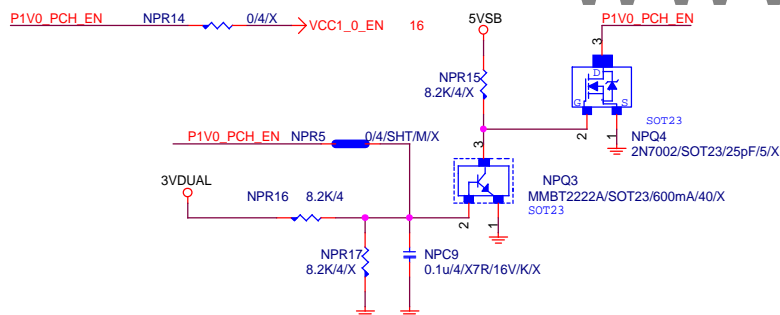 P1V0_PCH_EN NPR14 0/4/X VCC1_0_EN 16
5VSB
P1V0_PCH_EN
3
NPR15
8.2K/4/X
D
G S
SOT23
2
1
NPQ4
2N7002/SOT23/25pF/5/X
P1V0_PCH_EN NPR5 0/4/SHT/M/X
3
3VDUAL
NPR16 8.2K/4
NPQ3
MMBT2222A/SOT23/600mA/40/X
SOT23
2
1
NPR17
8.2K/4/X
NPC9
0.1u/4/X7R/16V/K/X